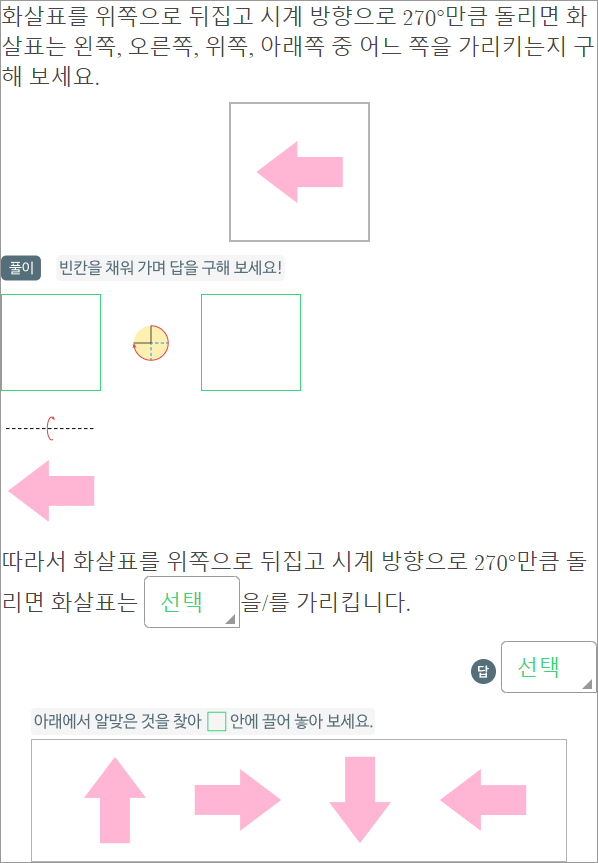 화살표를 위쪽으로 뒤집고 시계 방향으로 270°만큼 돌리면 화
살표는 왼쪽, 오른쪽, 위쪽, 아래쪽 중 어느 쪽을 가리키는지 구
해 보세요.
풀이 빈칸을 채워 가며 답을 구해 보세요!
따라서 화살표를 위쪽으로 뒤집고 시계 방향으로 270°만큼 돌
리면 화살표는 선택 을/를 가리킵니다.
답 선택
아래에서 알맞은 것을 찾아 안에 끌어 놓아 보세요.